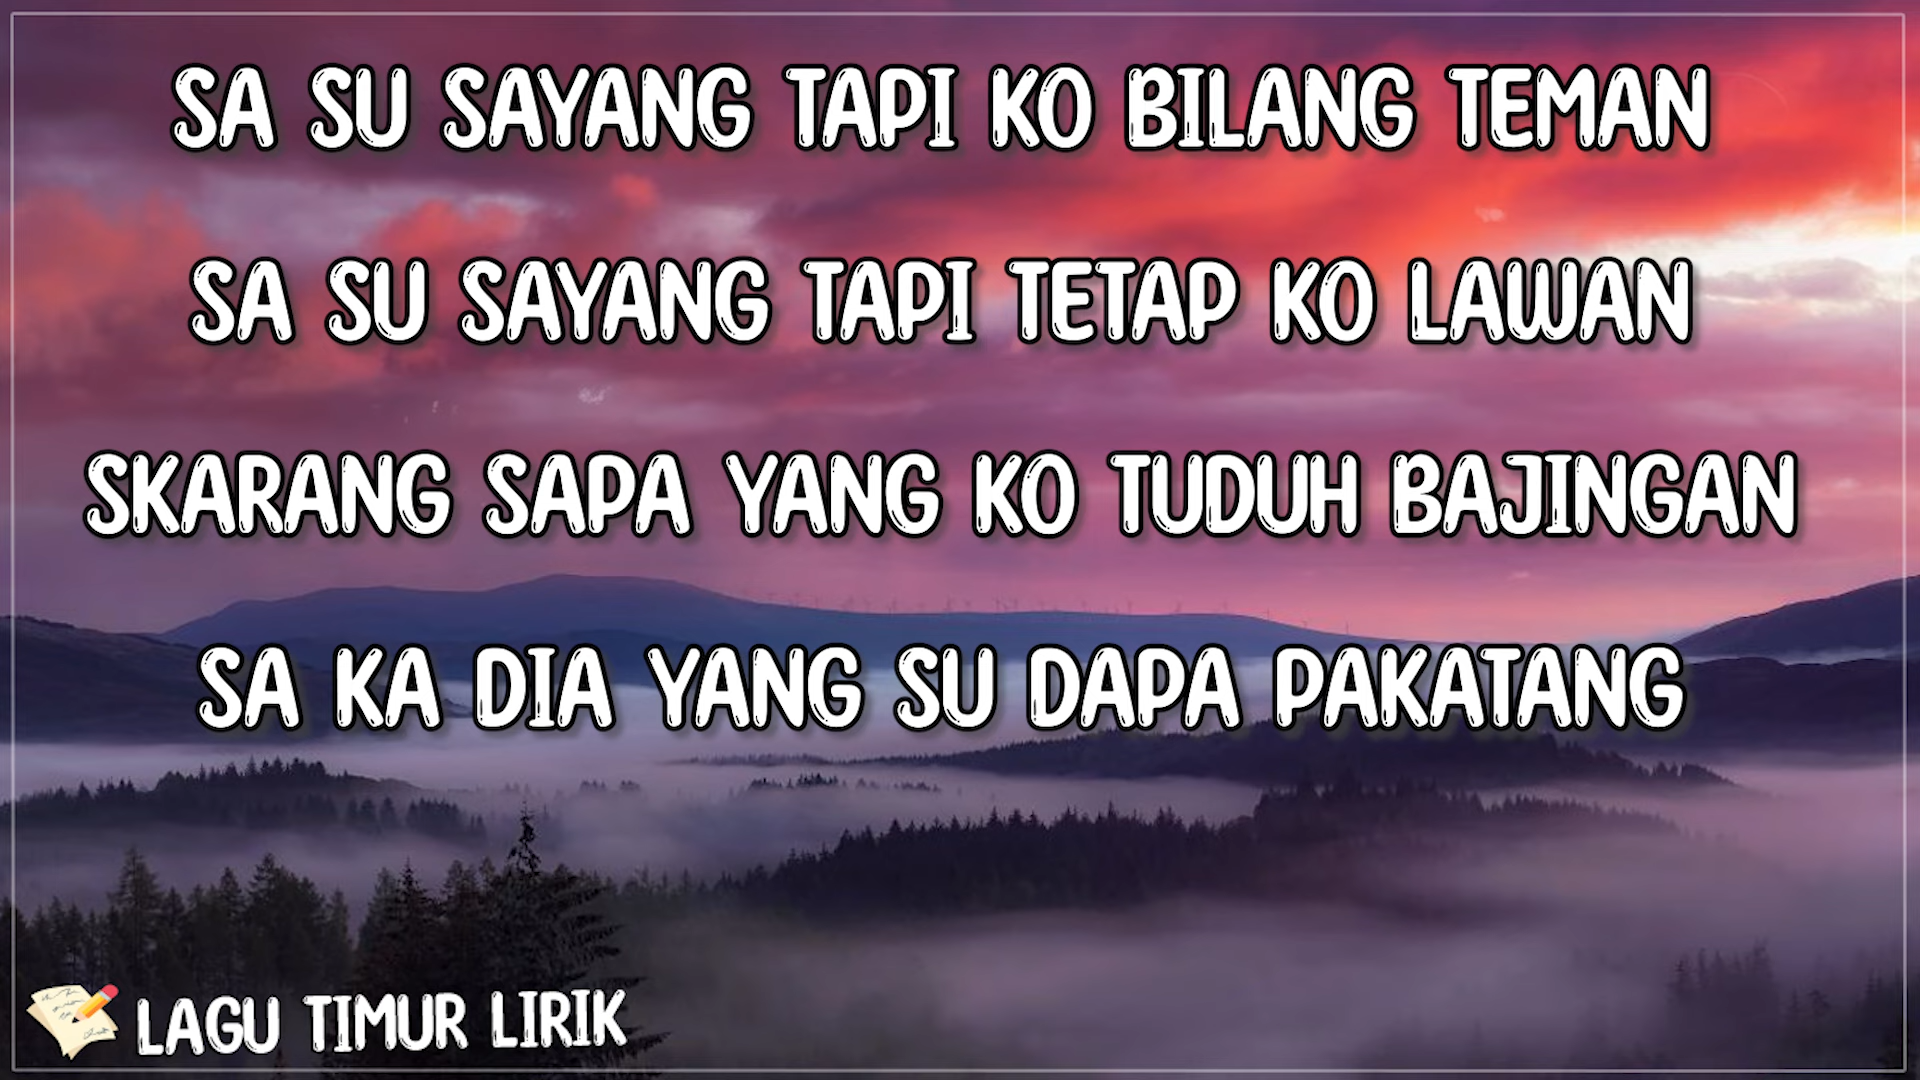 SA SU SAYANG TAPI KO BILANG TEMAN
SA SU SAYANG TAPI TETAP KO LAWAN
SKARANG SAPA YANG KO TUDUH BAJINGAN
SA KA DIA YANG SU DAPA PAKATANG
LAGU TIMUR LIRIK